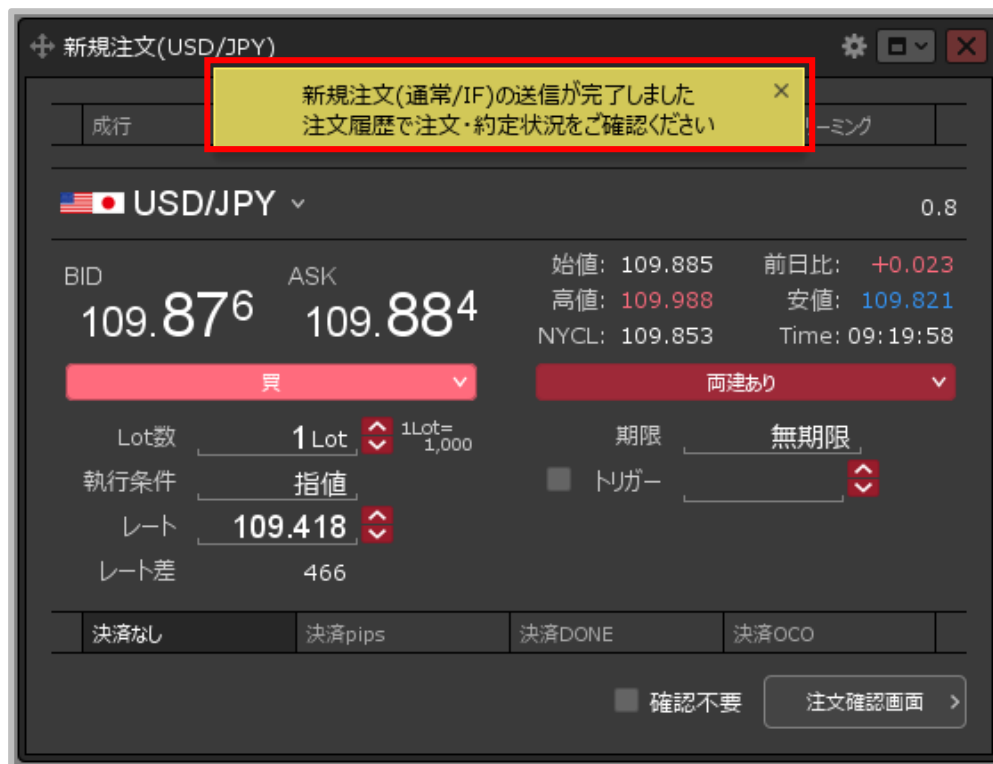 新規注文(USD/JPY)
新規注文(通常/IF)の送信が完了しました ×
注文履歴で注文・約定状況をご確認ください
成行 リーミング
USD/JPY
0.8
BID ASK
109.876 109.884
始値: 109.885 前日比: +0.023
高値: 109.988 安値: 109.821
NYCL: 109.853 Time: 09:19:58
買 両建あり
Lot数 1 Lot 1Lot= 1,000 期限 無期限
執行条件 指値 トリガー
レート 109.418
レート差 466
決済なし 決済pips 決済DONE 決済OCO
確認不要 注文確認画面 >